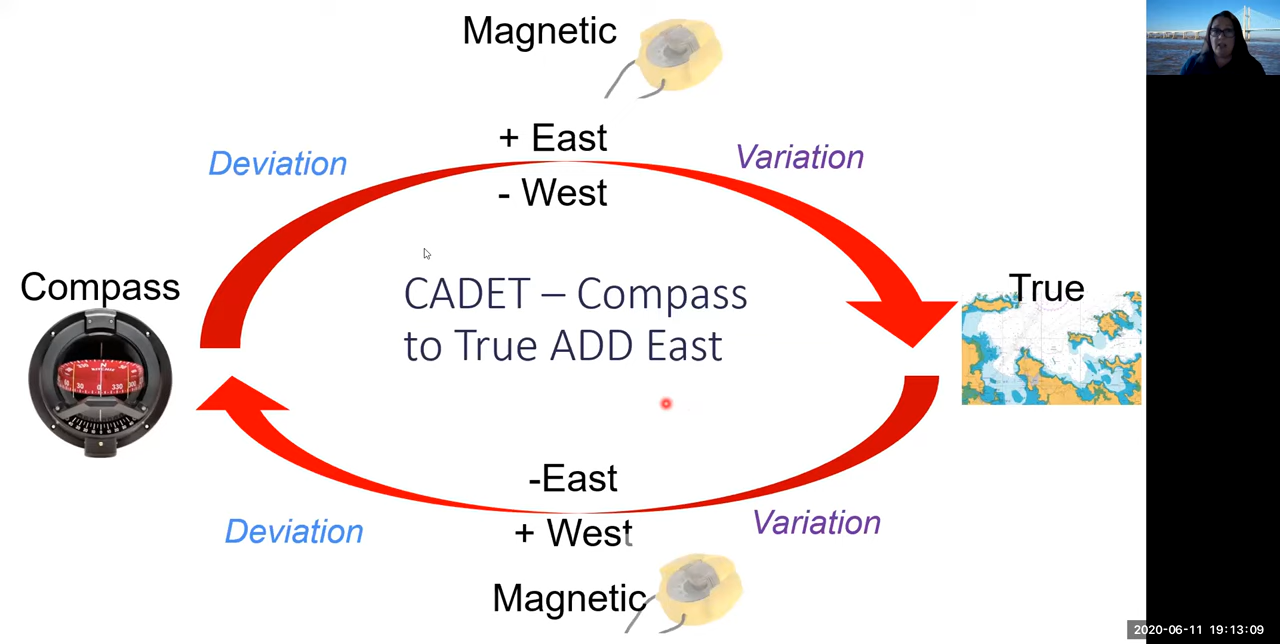 Magnetic
+ East
Deviation
Variation
- West
Compass
True
CADET – Compass
to True ADD East
-East
Deviation
+ West
Variation
Magnetic
2020-06-11 19:13:09